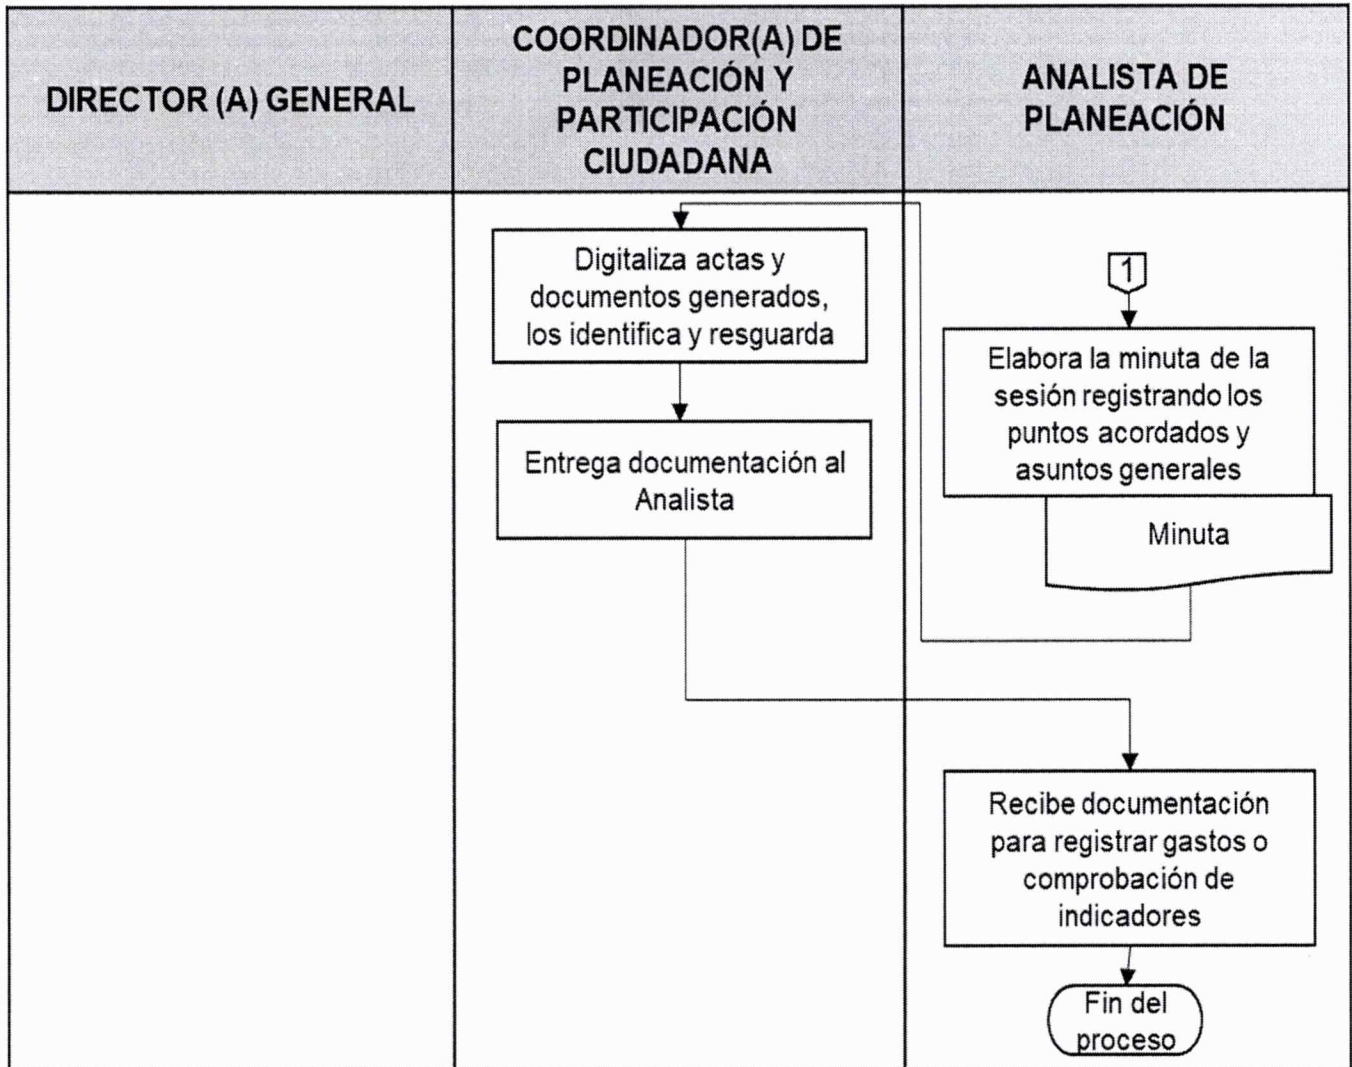 DIRECTOR (A) GENERAL
COORDINADOR(A) DE
PLANEACIÓN Y
PARTICIPACIÓN
CIUDADANA
ANALISTA DE
PLANEACIÓN
Digitaliza actas y
documentos generados,
los identifica y resguarda
Entrega documentación al
Analista
1
Elabora la minuta de la
sesión registrando los
puntos acordados y
asuntos generales
Minuta
Recibe documentación
para registrar gastos o
comprobación de
indicadores
Fin del
proceso